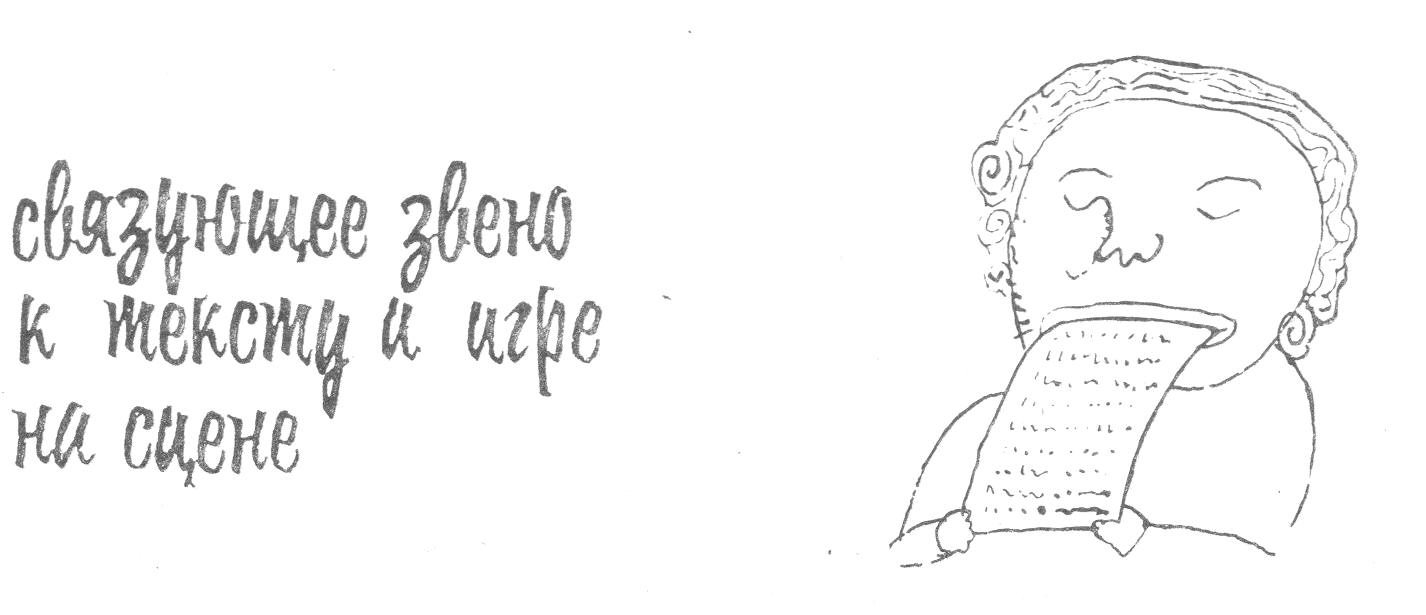 связующее звено
к тексту и игре
на сцене